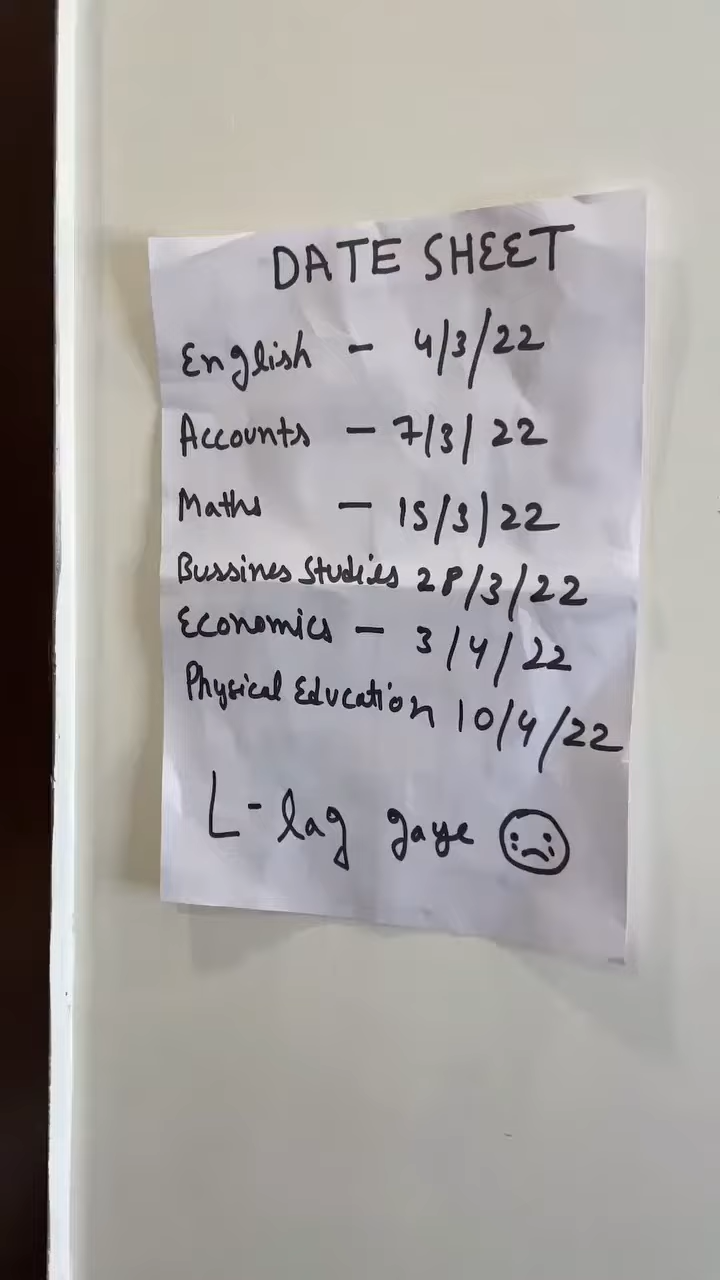 DATE SHEET
English - 4/3/22
Accounts - 7/3/22
Maths - 15/3/22
Bussines Studies 28/3/22
Economics - 3/4/22
Physical Education 10/4/22
L-lag gaye